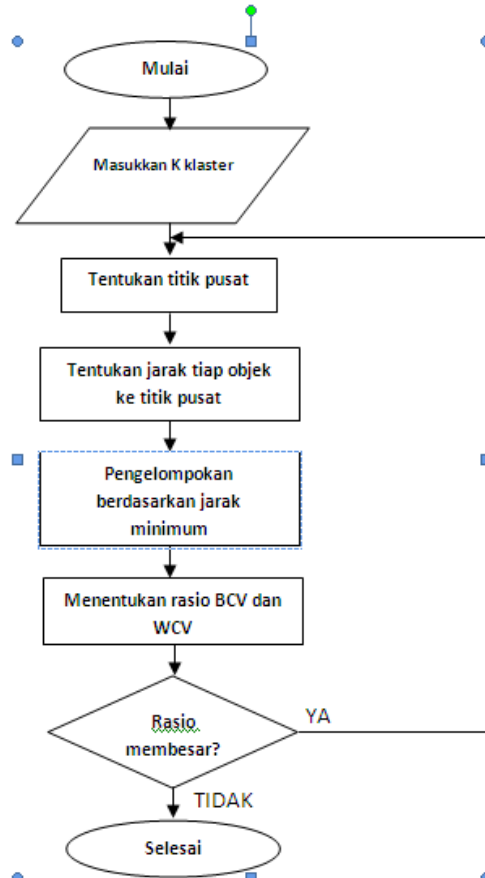 Mulai
Masukkan K klaster
Tentukan titik pusat
Tentukan jarak tiap objek
ke titik pusat
Pengelompokan
berdasarkan jarak
minimum
Menentukan rasio BCV dan
WCV
Rasio
membesar?
YA
TIDAK
Selesai